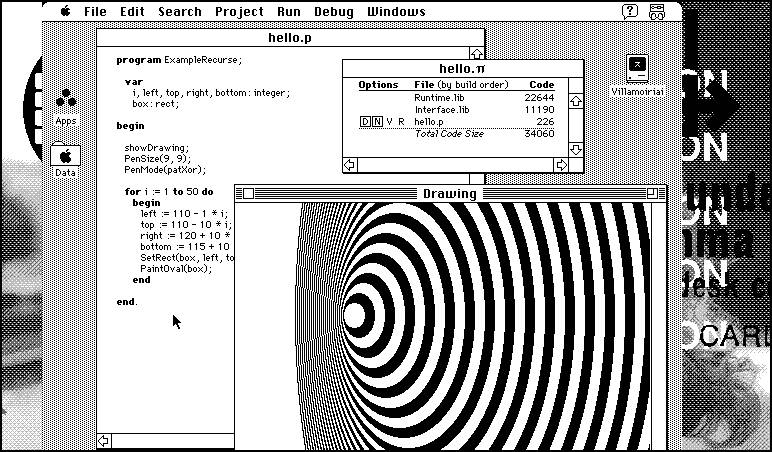 File Edit Search Project Run Debug Windows
hello.p
program ExampleRecurse;
var
i, left, top, right, bottom: integer;
box: rect;
begin
showDrawing;
PenSize(9, 9);
PenMode(patXor);
for i := 1 to 50 do
begin
left := 110 - 1 * i;
top := 110 - 10 * i;
right := 120 + 10 *
bottom := 115 + 10
SetRect(box, left, to
PaintOval(box);
end
end.
hello.π
Options File (by build order) Code
Runtime.lib 22644
Interface.lib 11190
D N V R hello.p 226
Total Code Size 34060
Drawing
Apps
Data
Villamoiriai
ON
ON
unde
ON
desk c
CARD